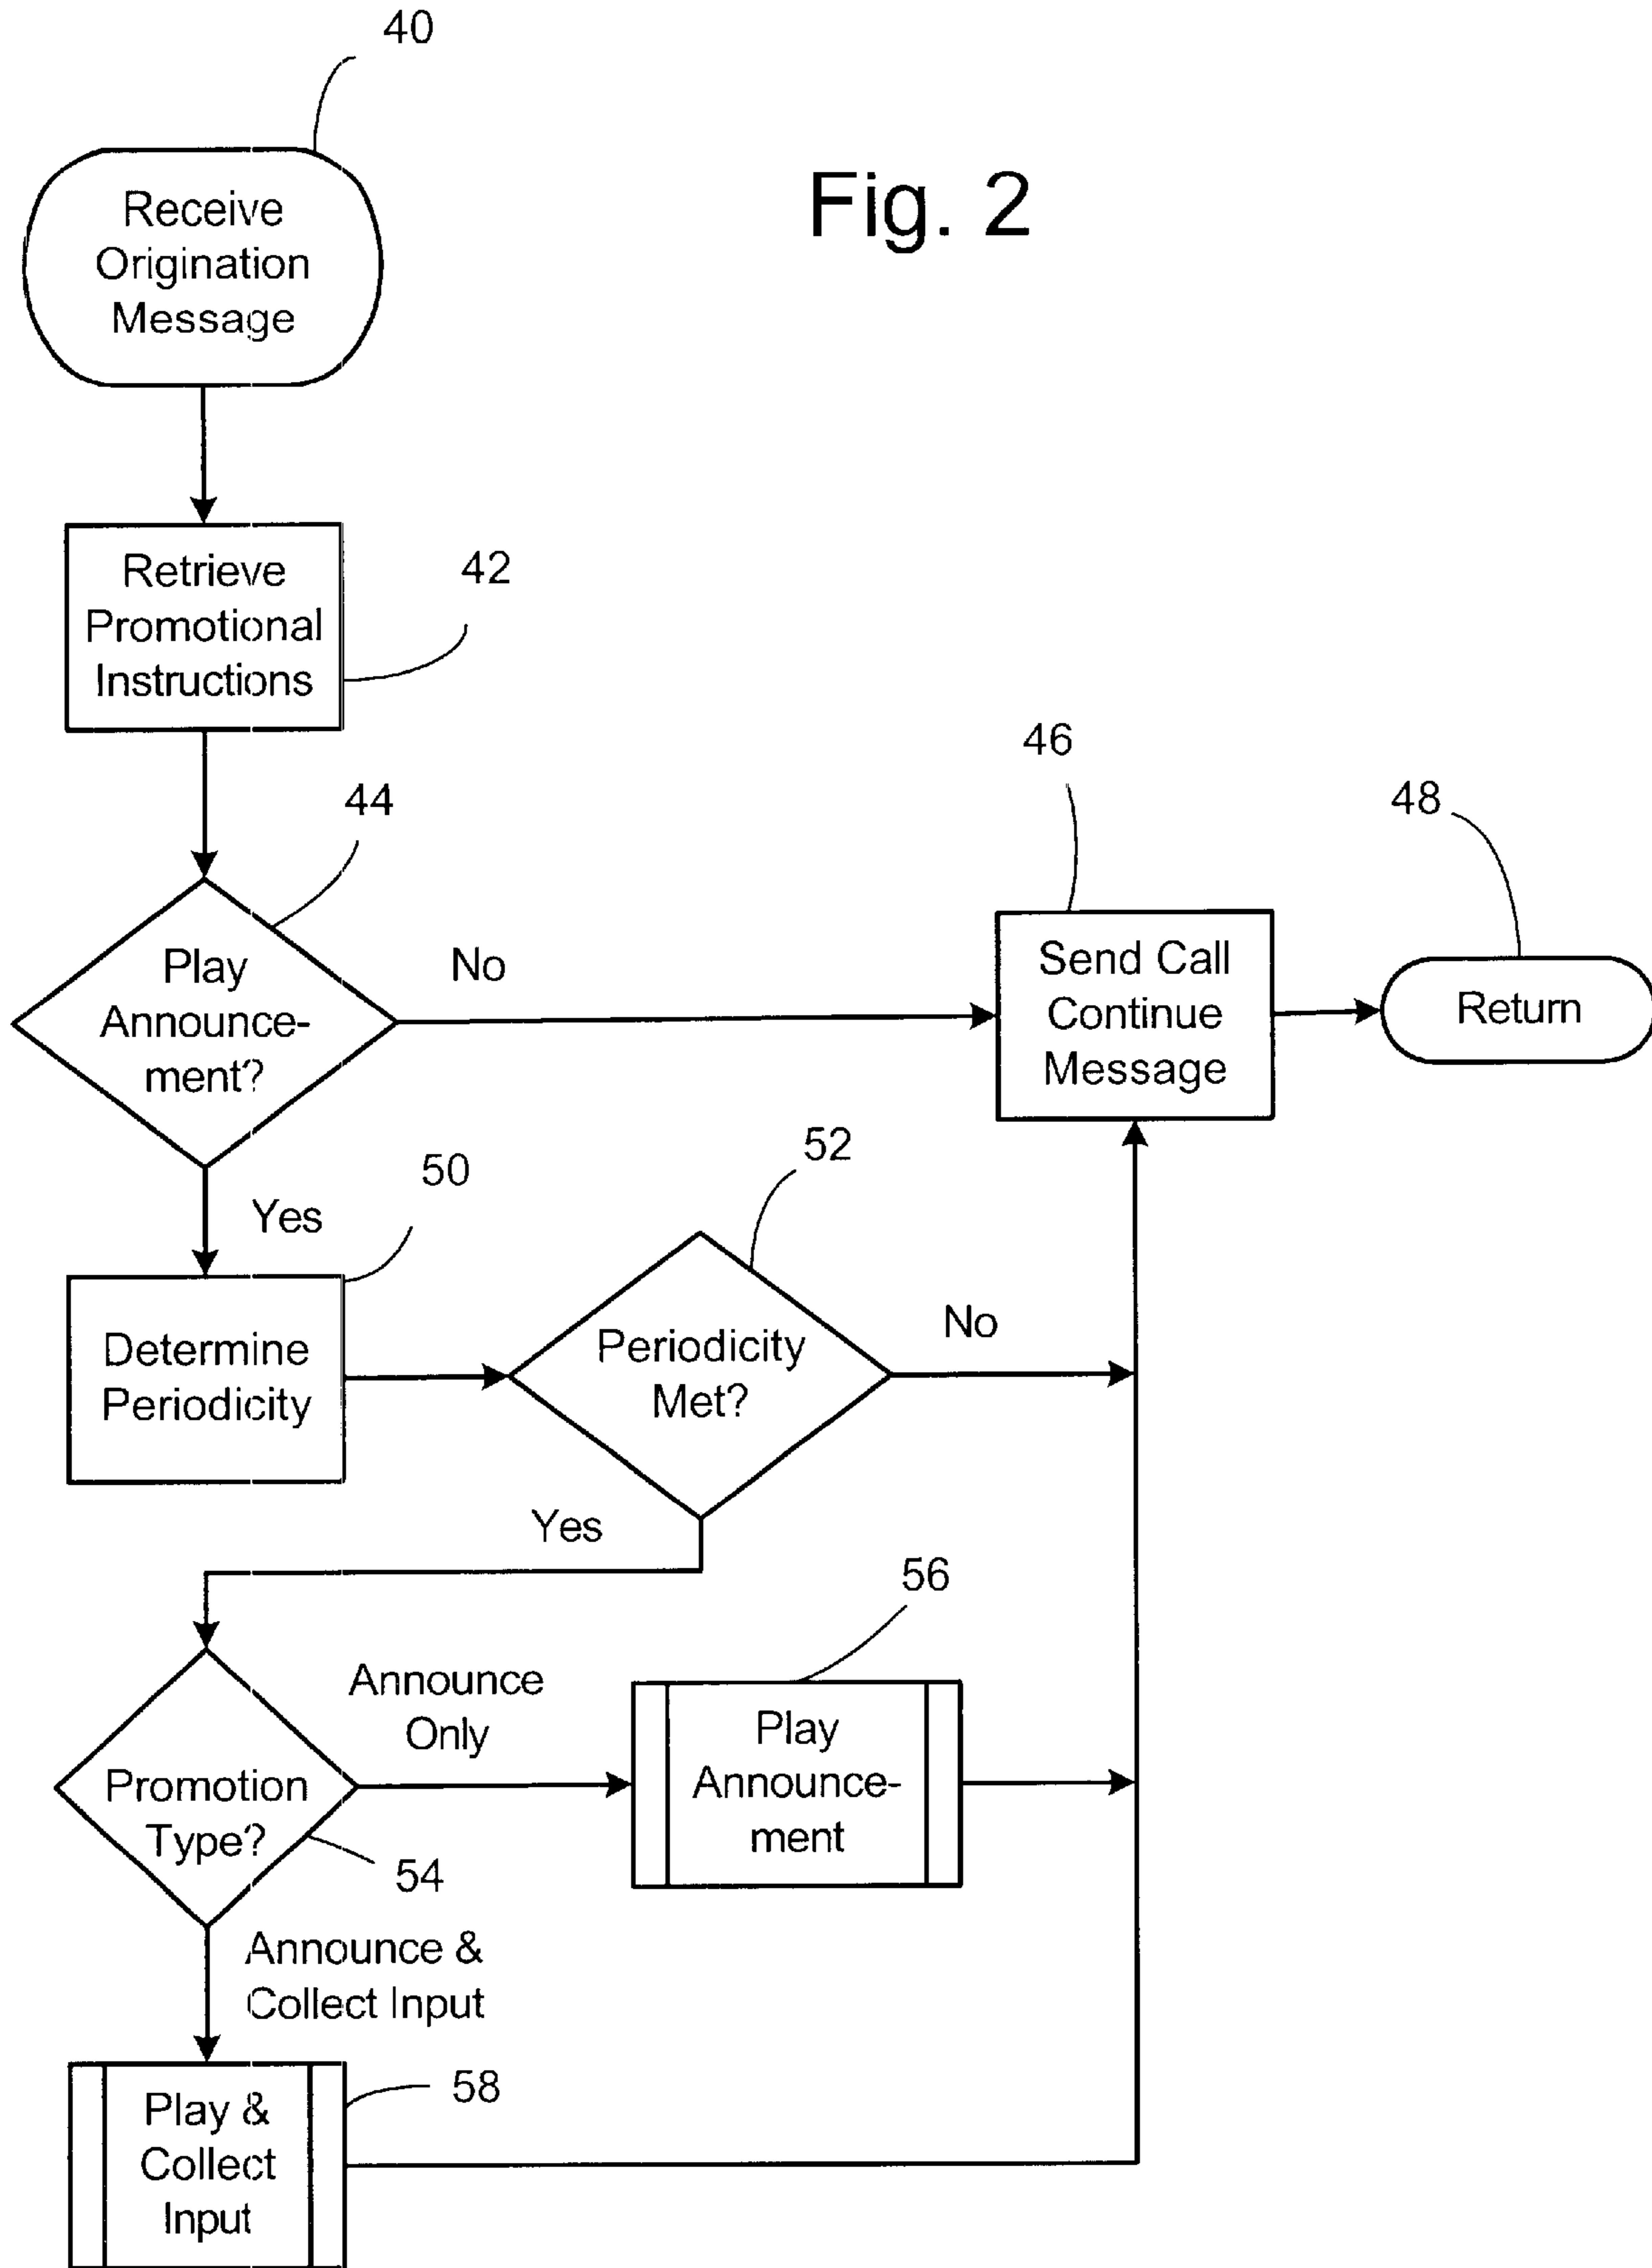 40
Fig. 2
Receive
Origination
Message
Retrieve
Promotional
Instructions
42
44
Play
Announce-
ment?
No
46
Send Call
Continue
Message
48
Return
Yes
50
Determine
Periodicity
52
Periodicity
Met?
No
Yes
Promotion
Type?
54
Announce
Only
56
Play
Announce-
ment
Announce &
Collect Input
Play &
Collect
Input
58